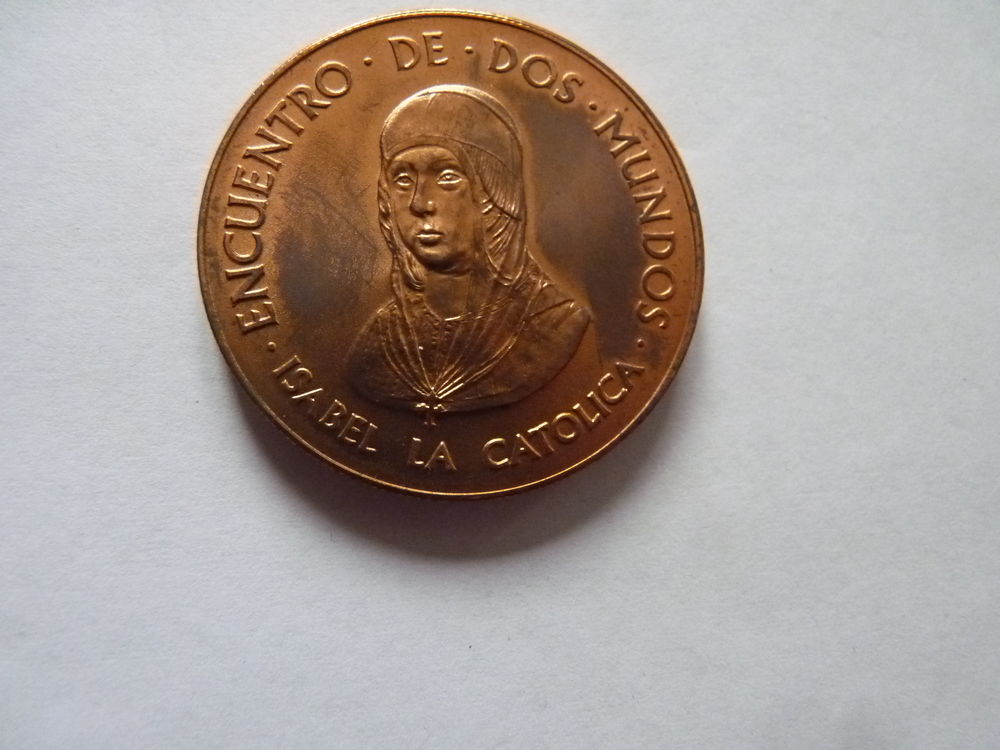 · ENCUENTRO · DE · DOS · MUNDOS ·
ISABEL LA CATOLICA